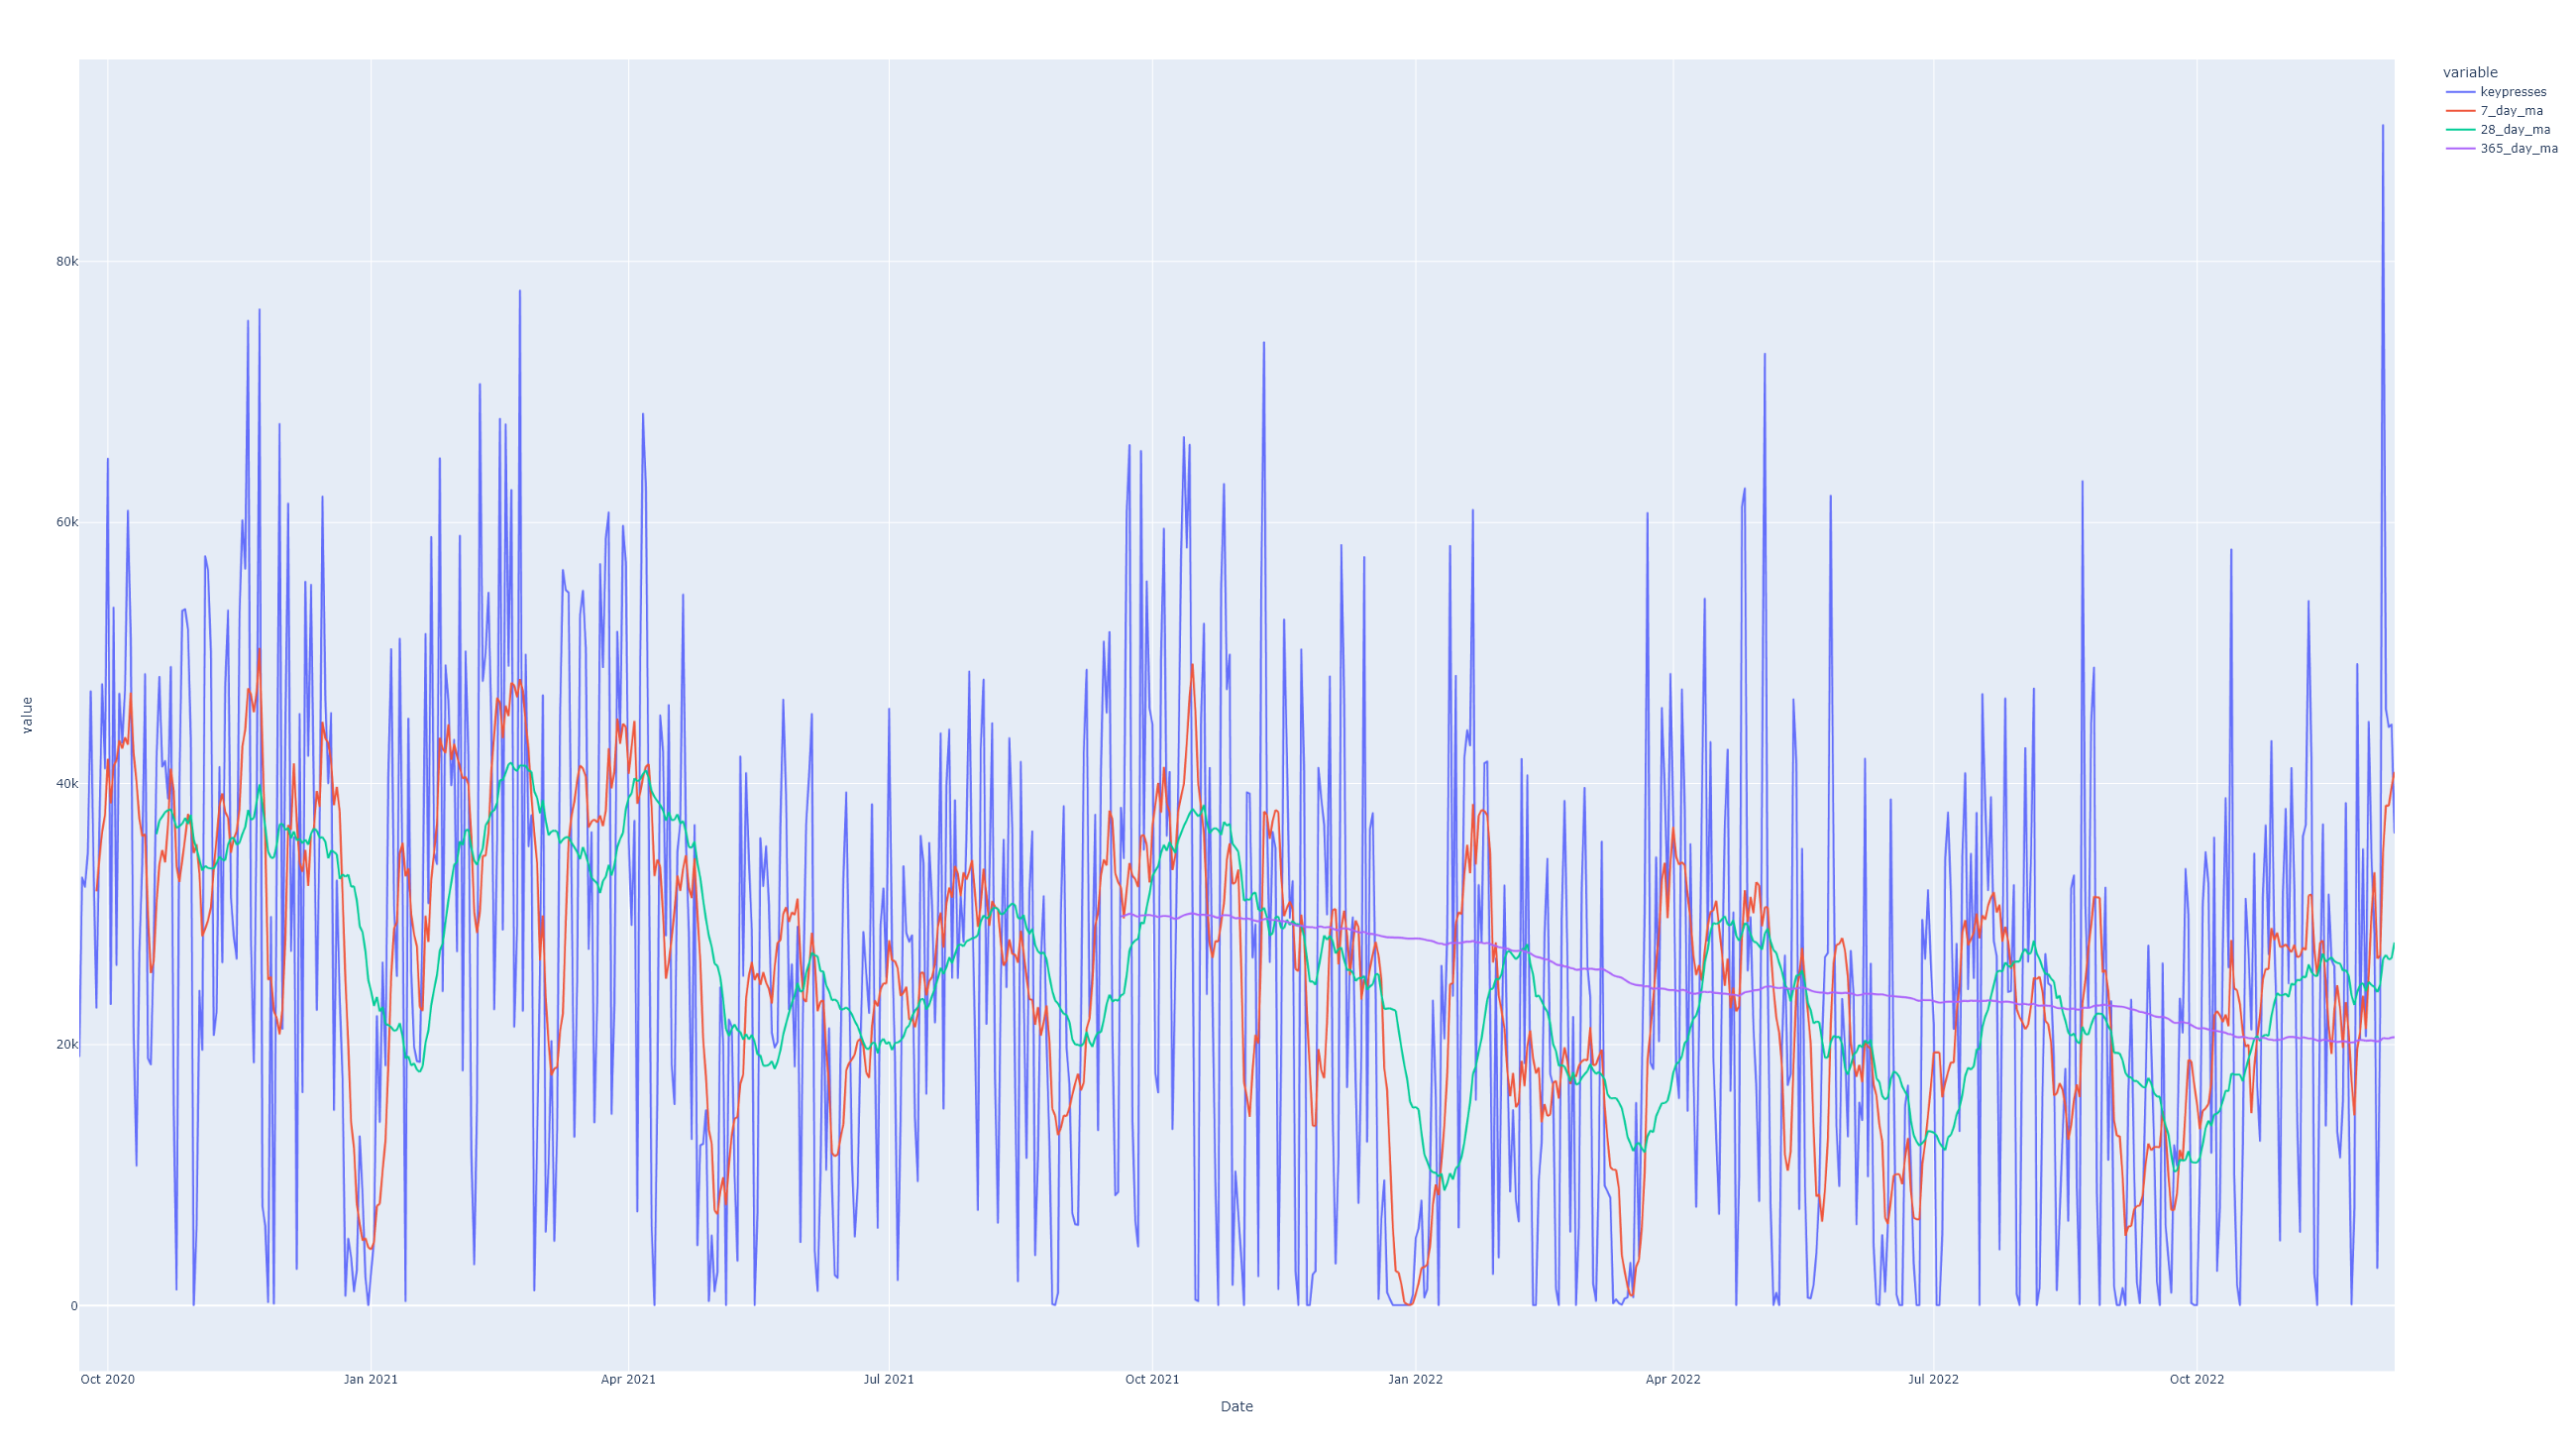 variable
keypresses
7_day_ma
28_day_ma
365_day_ma
80k
60k
40k
20k
0
value
Oct 2020
Jan 2021
Apr 2021
Jul 2021
Oct 2021
Jan 2022
Apr 2022
Jul 2022
Oct 2022
Date